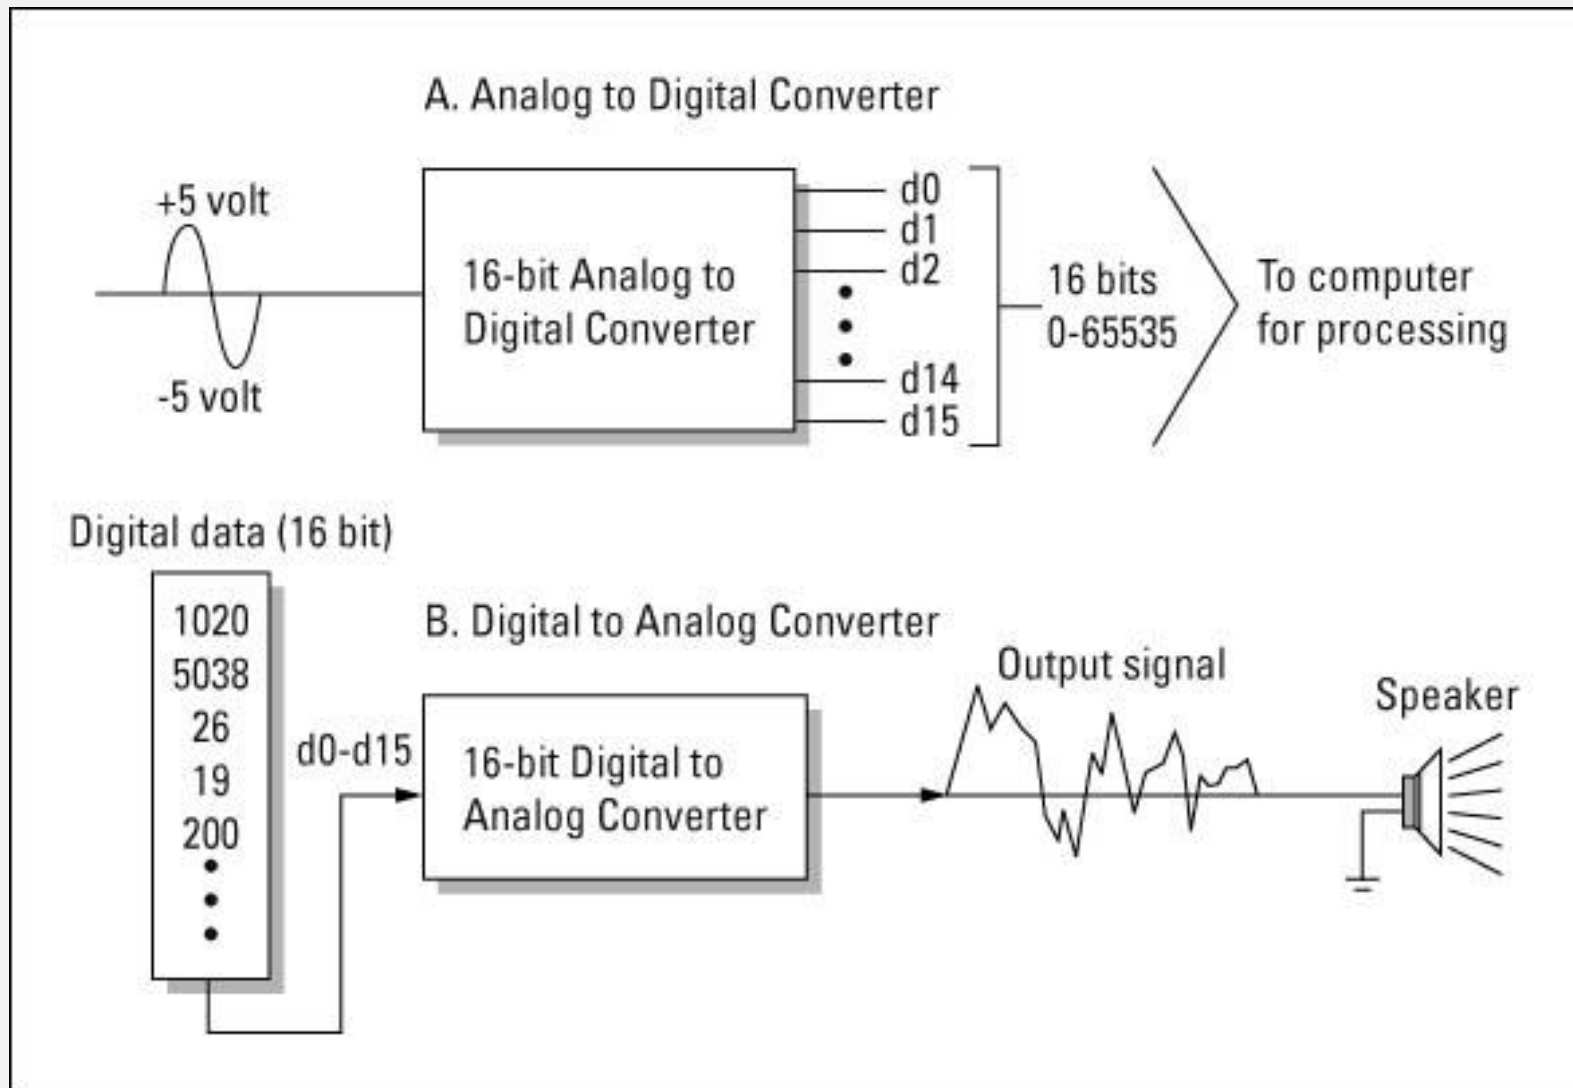 A. Analog to Digital Converter
+5 volt
-5 volt
16-bit Analog to
Digital Converter
d0
d1
d2
d14
d15
16 bits
0-65535
To computer
for processing
Digital data (16 bit)
1020
5038
26
19
200
d0-d15
B. Digital to Analog Converter
16-bit Digital to
Analog Converter
Output signal
Speaker